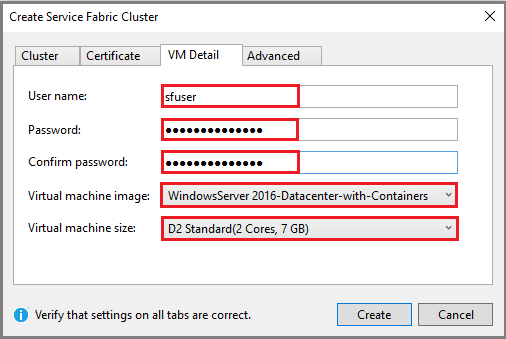 Create Service Fabric Cluster
Cluster Certificate VM Detail Advanced
User name: sfuser
Password: ●●●●●●●●●●●●●●
Confirm password: ●●●●●●●●●●●●●●
Virtual machine image: WindowsServer 2016-Datacenter-with-Containers
Virtual machine size: D2 Standard(2 Cores, 7 GB)
Verify that settings on all tabs are correct. Create Cancel